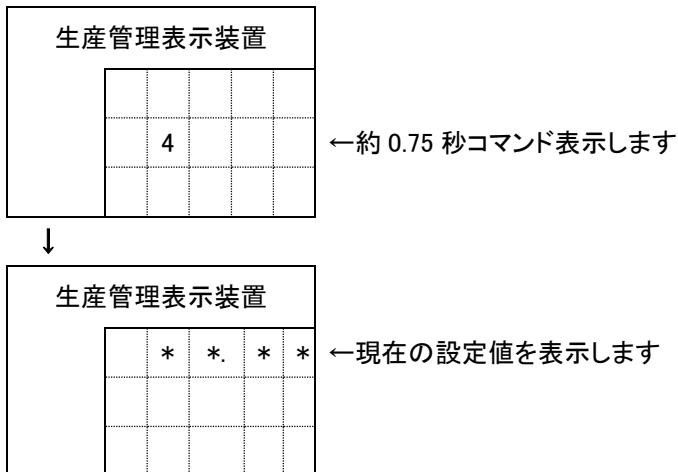 生産管理表示装置
4
←約 0.75 秒コマンド表示します
↓
生産管理表示装置
* *. * * ←現在の設定値を表示します